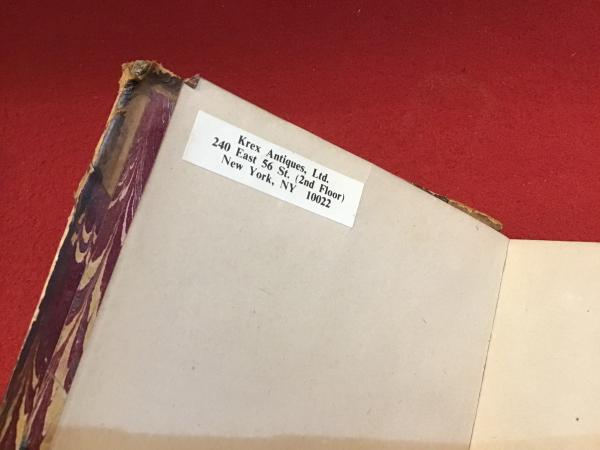 Krex Antiques, Ltd.
240 East 56 St. (2nd Floor)
New York, NY 10022